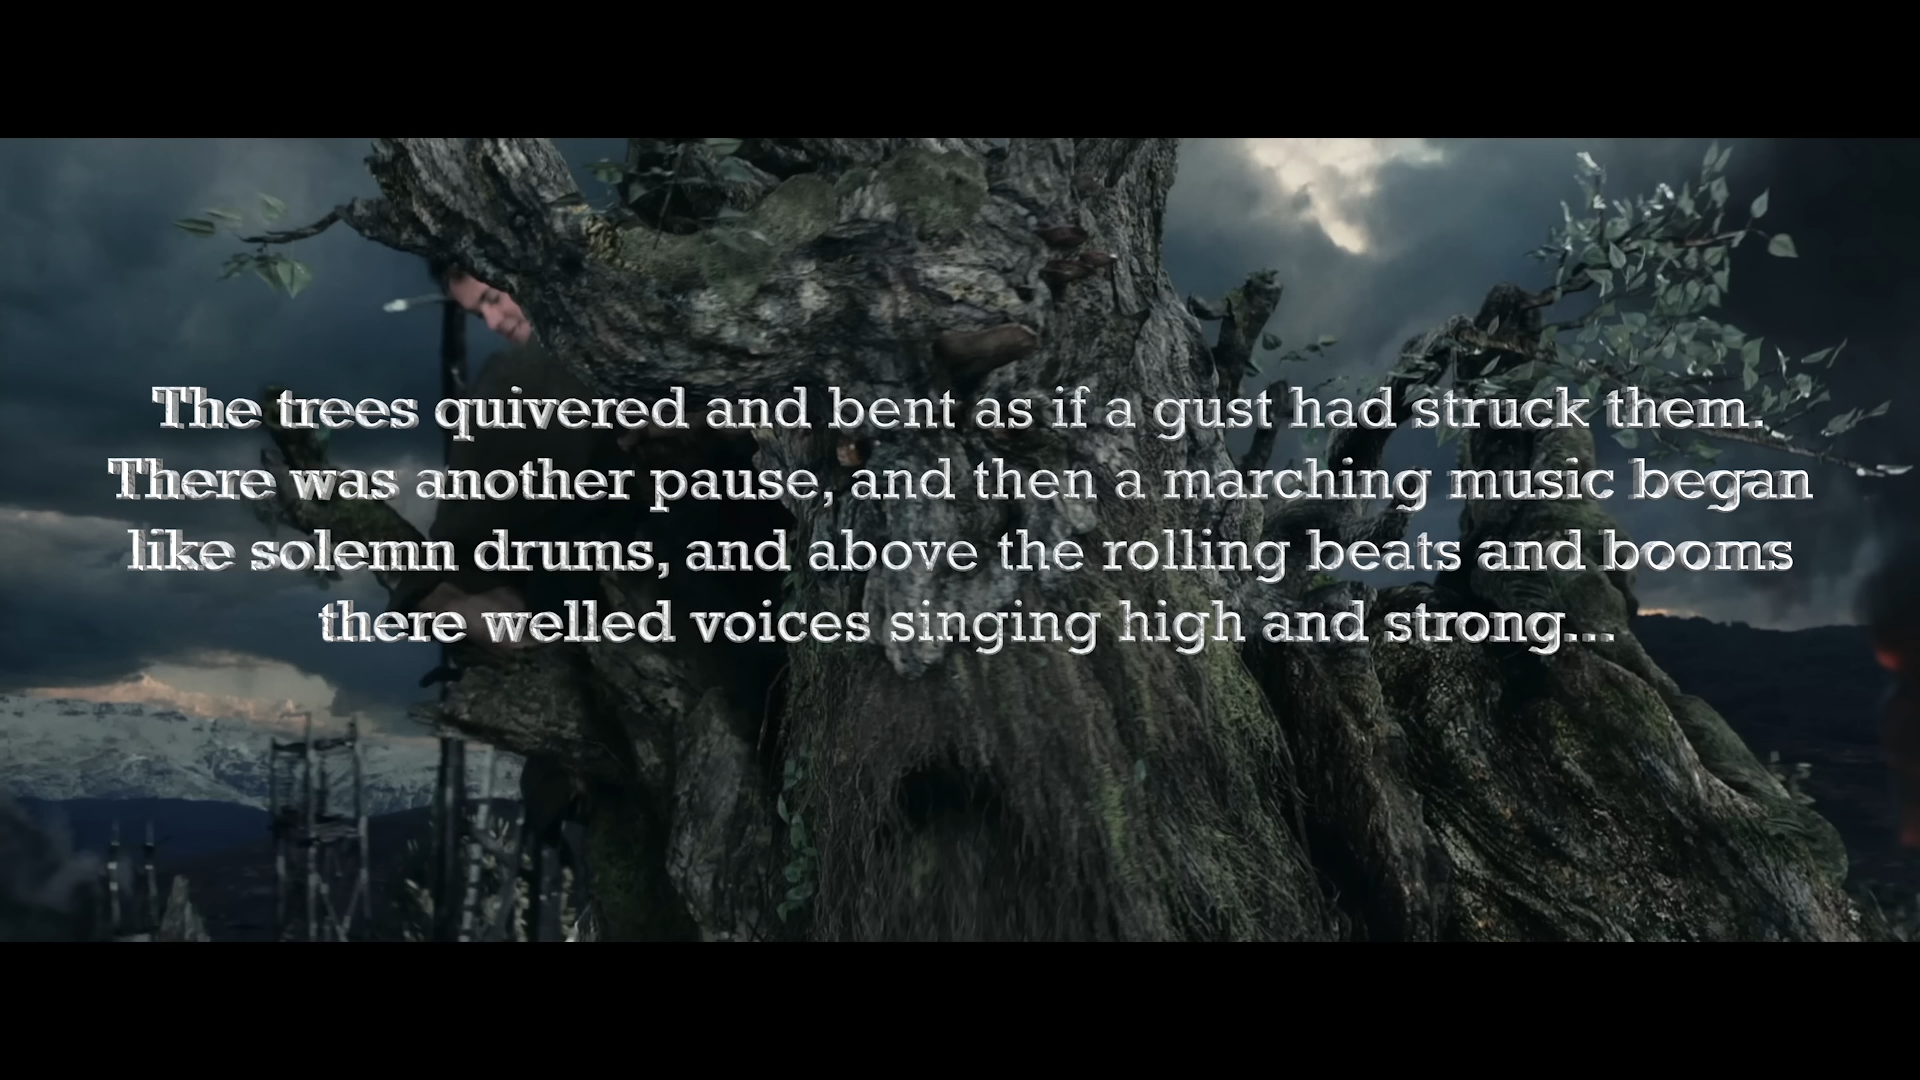 The trees quivered and bent as if a gust had struck them.
There was another pause, and then a marching music began
like solemn drums, and above the rolling beats and booms
there welled voices singing high and strong...